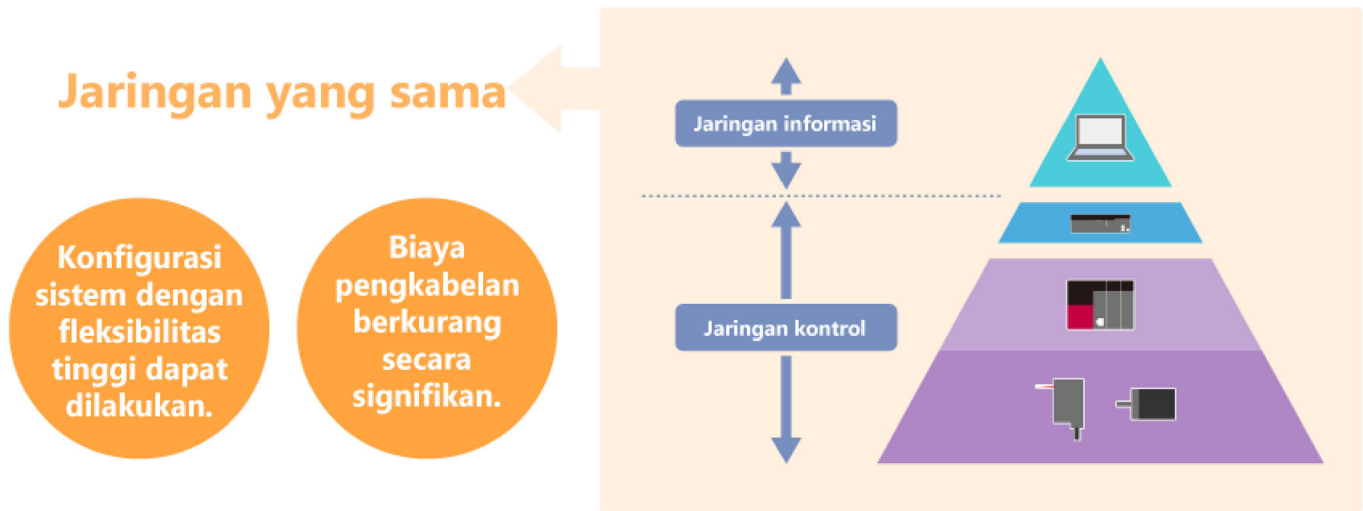 Jaringan yang sama
Konfigurasi
sistem dengan
fleksibilitas
tinggi dapat
dilakukan.
Biaya
pengkabelan
berkurang
secara
signifikan.
Jaringan informasi
Jaringan kontrol